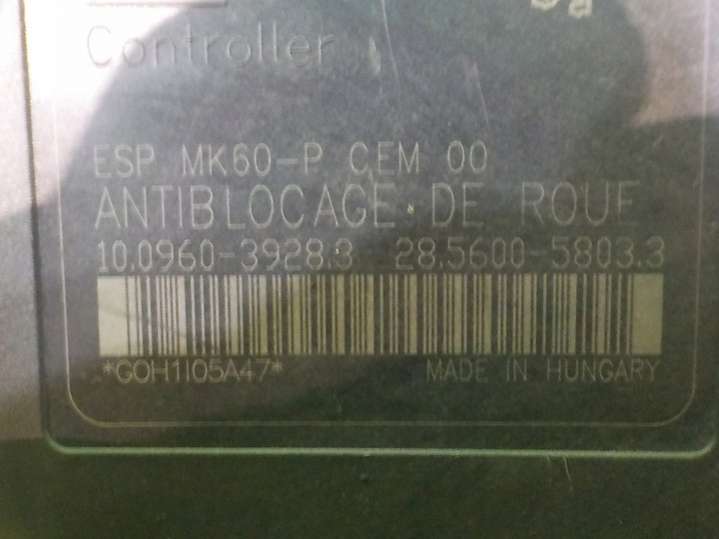 Controller
ESP MK60-P CEM 00
ANTIBLOCAGE DE ROUE
10.0960-3928.3 28.5600-5803.3
*GOH1I05A47*
MADE IN HUNGARY